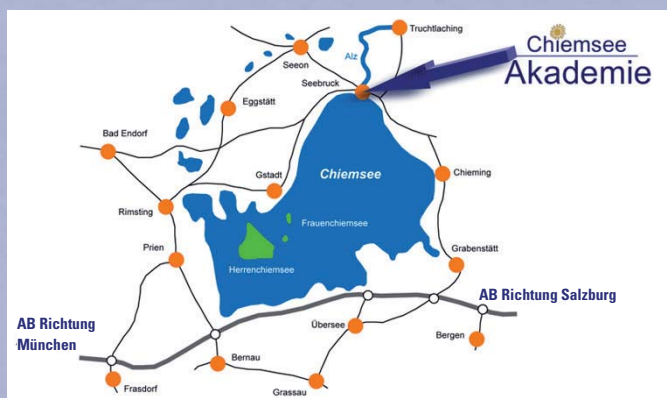 Truchtlaching
Alz
Seeon
Seebruck
Chiemsee
Akademie
Eggstätt
Bad Endorf
Gstadt
Chiemsee
Chieming
Rimsting
Frauenchiemsee
Prien
Herrenchiemsee
Grabenstätt
AB Richtung Salzburg
AB Richtung
München
Übersee
Bergen
Bernau
Frasdorf
Grassau